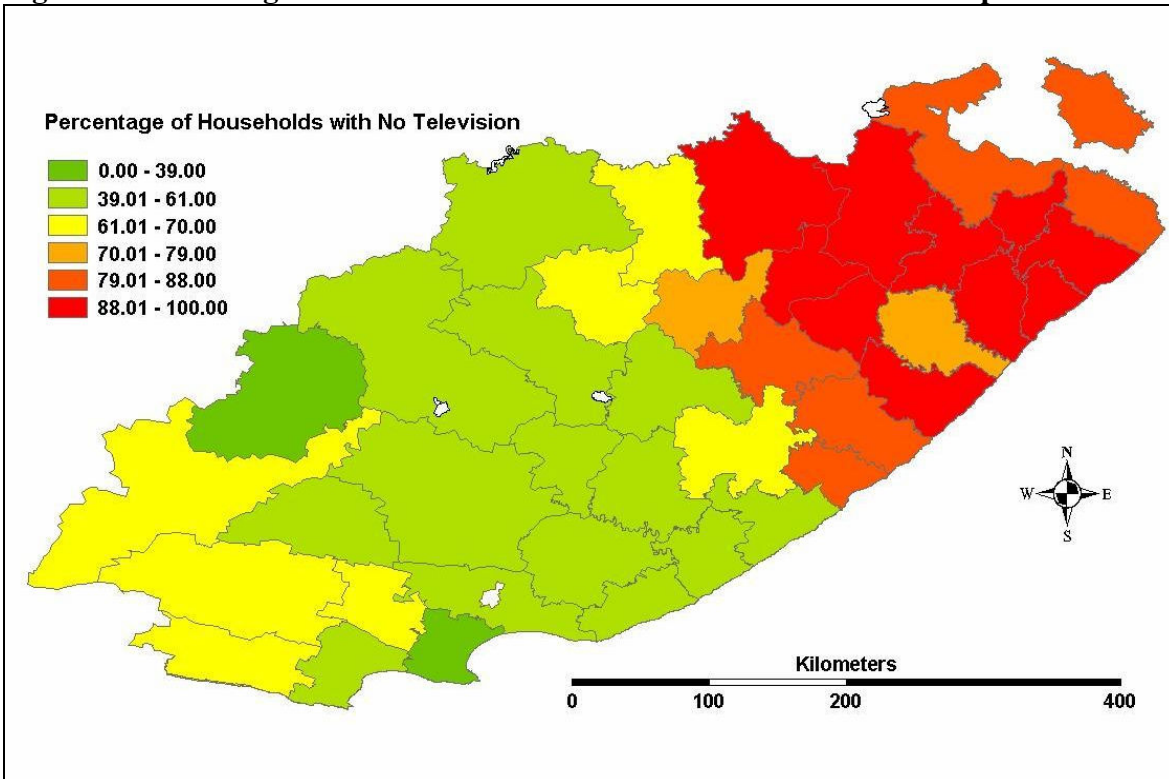 Percentage of Households with No Television
0.00 - 39.00
39.01 - 61.00
61.01 - 70.00
70.01 - 79.00
79.01 - 88.00
88.01 - 100.00
N
W E
S
Kilometers
0 100 200 400